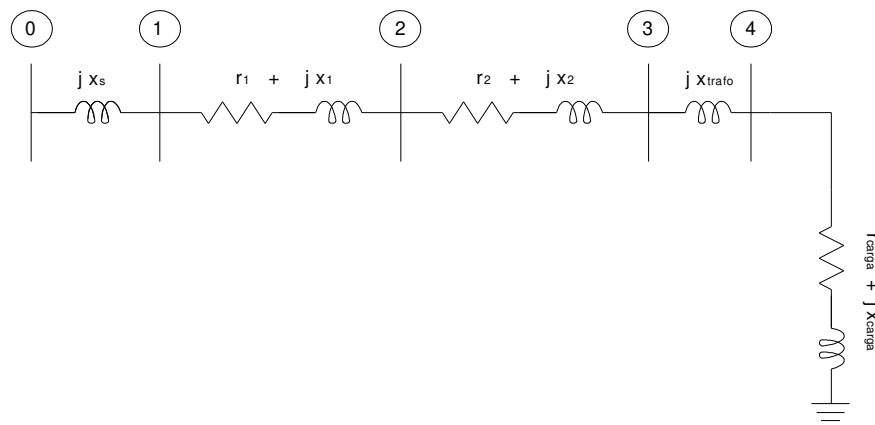 0 1 2 3 4
j xs r1 + j x1 r2 + j x2 j xtrafo
rcarga + j xcarga